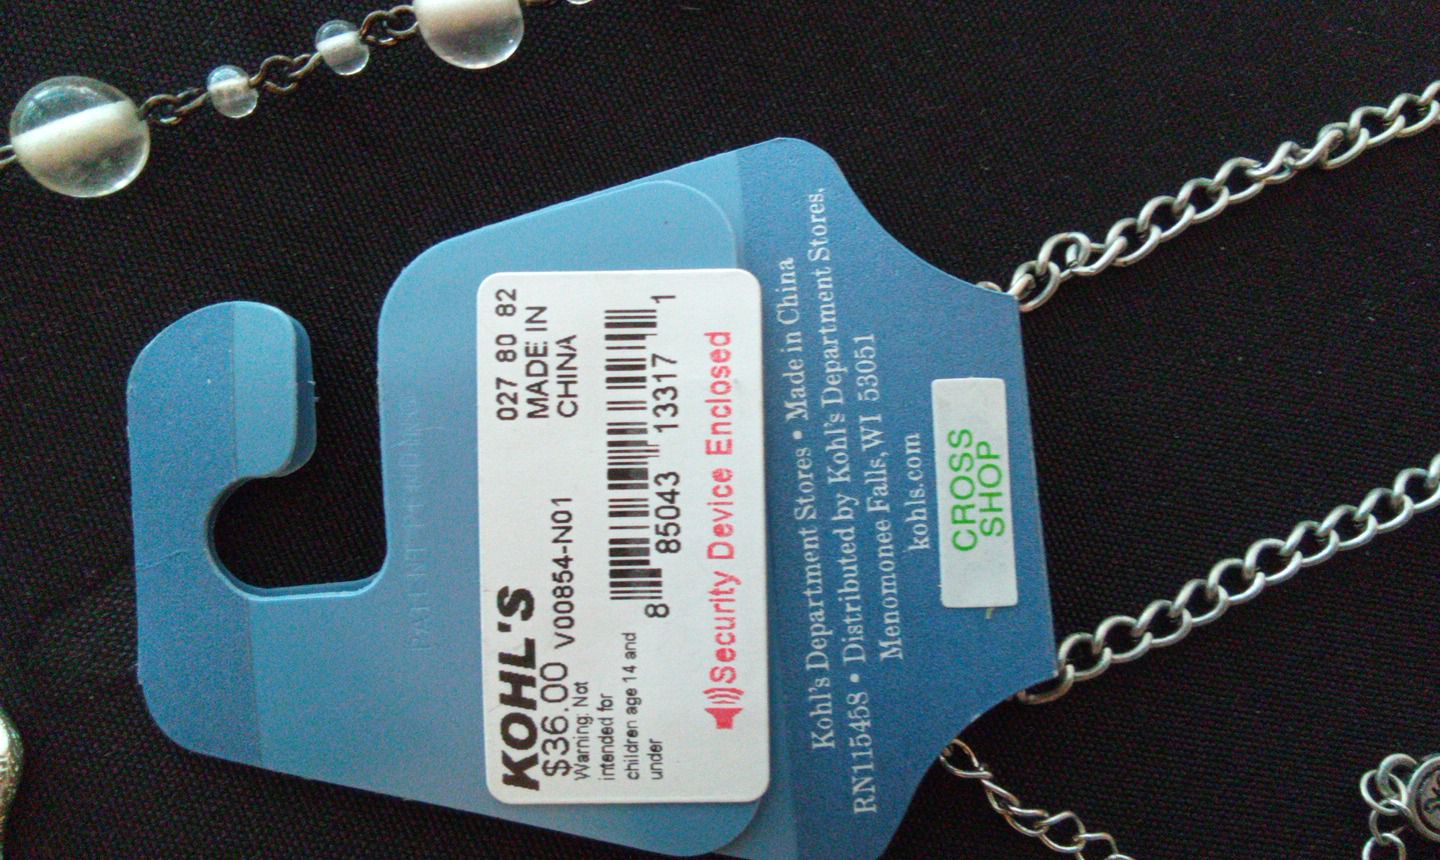 PATENT PENDING
KOHL'S
027 80 82
$36.00 V00854-N01
MADE IN
CHINA
Warning: Not
intended for
children age 14 and
under
8 85043 13317 1
Security Device Enclosed
Kohl's Department Stores • Made in China
RN115458 • Distributed by Kohl's Department Stores,
Menomonee Falls, WI 53051
kohls.com
CROSS
SHOP